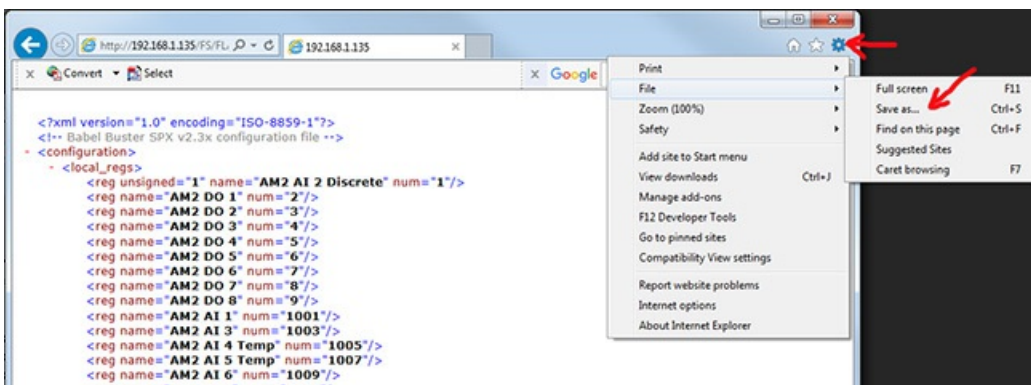 http://192.168.1.135/FS/FL
192.168.1.135
x Convert Select
x Google
<?xml version="1.0" encoding="ISO-8859-1"?>
<!-- Babel Buster SPX v2.3x configuration file -->
- <configuration>
- <local_regs>
<reg unsigned="1" name="AM2 AI 2 Discrete" num="1"/>
<reg name="AM2 DO 1" num="2"/>
<reg name="AM2 DO 2" num="3"/>
<reg name="AM2 DO 3" num="4"/>
<reg name="AM2 DO 4" num="5"/>
<reg name="AM2 DO 5" num="6"/>
<reg name="AM2 DO 6" num="7"/>
<reg name="AM2 DO 7" num="8"/>
<reg name="AM2 DO 8" num="9"/>
<reg name="AM2 AI 1" num="1001"/>
<reg name="AM2 AI 3" num="1003"/>
<reg name="AM2 AI 4 Temp" num="1005"/>
<reg name="AM2 AI 5 Temp" num="1007"/>
<reg name="AM2 AI 6" num="1009"/>
Print
File
Zoom (100%)
Safety
Add site to Start menu
View downloads Ctrl+J
Manage add-ons
F12 Developer Tools
Go to pinned sites
Compatibility View settings
Report website problems
Internet options
About Internet Explorer
Full screen F11
Save as... Ctrl+S
Find on this page Ctrl+F
Suggested Sites
Caret browsing F7